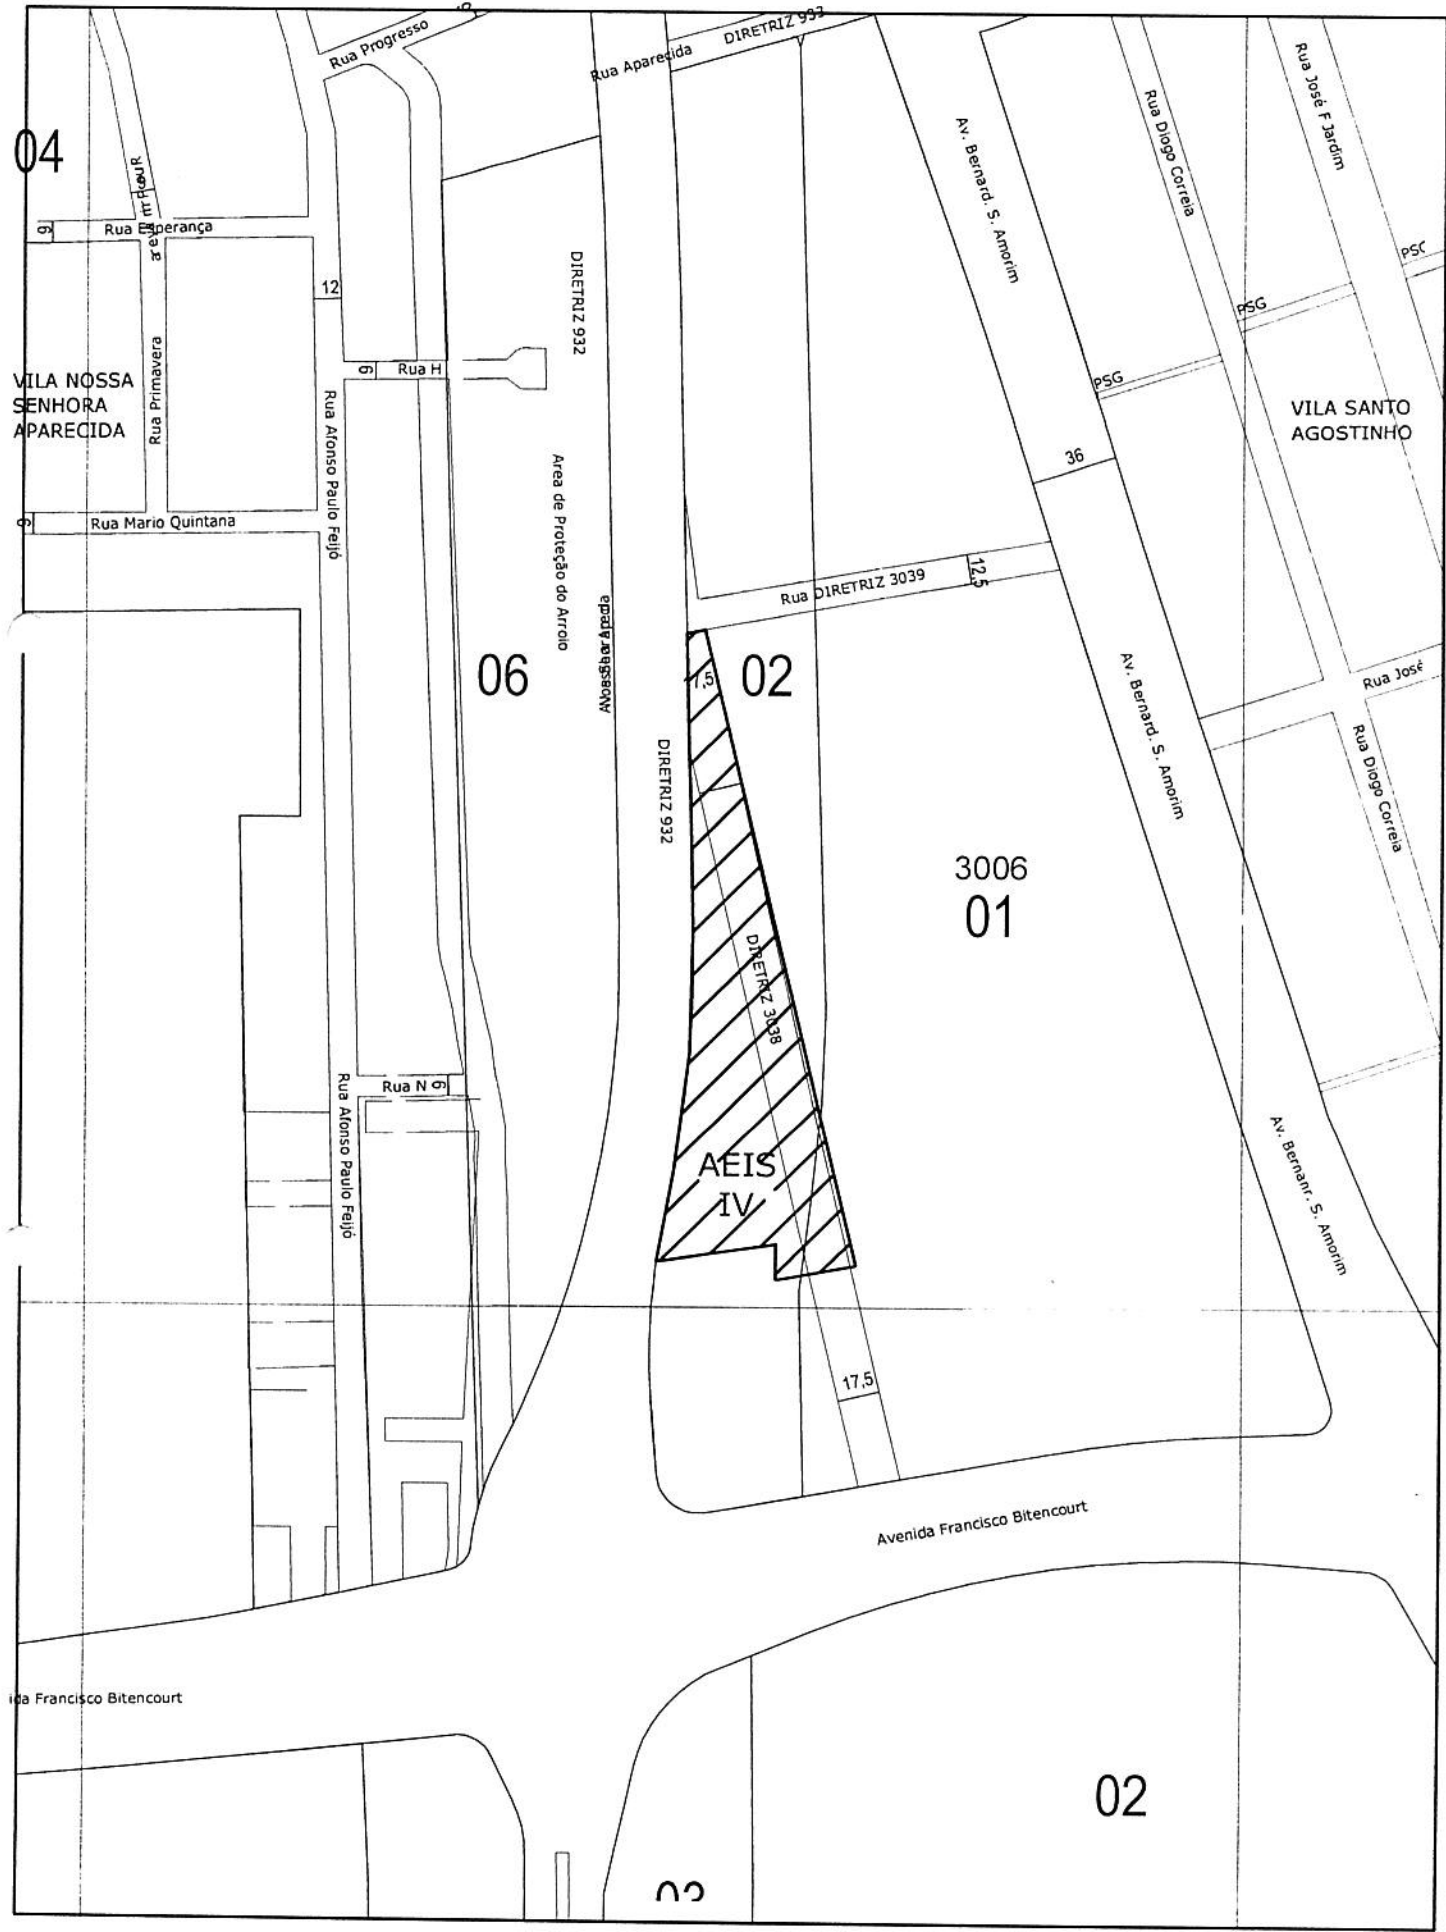 Rua Progresso
Rua Aparecida
DIRETRIZ 933
04
Rua Esperança
9
12
DIRETRIZ 932
Av. Bernard. S. Amorim
Rua Diogo Correia
Rua José F Jardim
PSC
PSG
PSG
Rua H
9
VILA NOSSA
SENHORA
APARECIDA
Rua Primavera
Rua Afonso Paulo Feijó
VILA SANTO
AGOSTINHO
36
9
Rua Mario Quintana
Area de Proteção do Arroio
Rua DIRETRIZ 3039
12,5
06
7,5
02
Av. Bernard. S. Amorim
Rua José
DIRETRIZ 932
Rua Diogo Correia
3006
01
DIRETRIZ 3038
Rua Afonso Paulo Feijó
Rua N
9
AEIS
IV
Av. Bernanr. S. Amorim
17,5
Avenida Francisco Bitencourt
ida Francisco Bitencourt
02